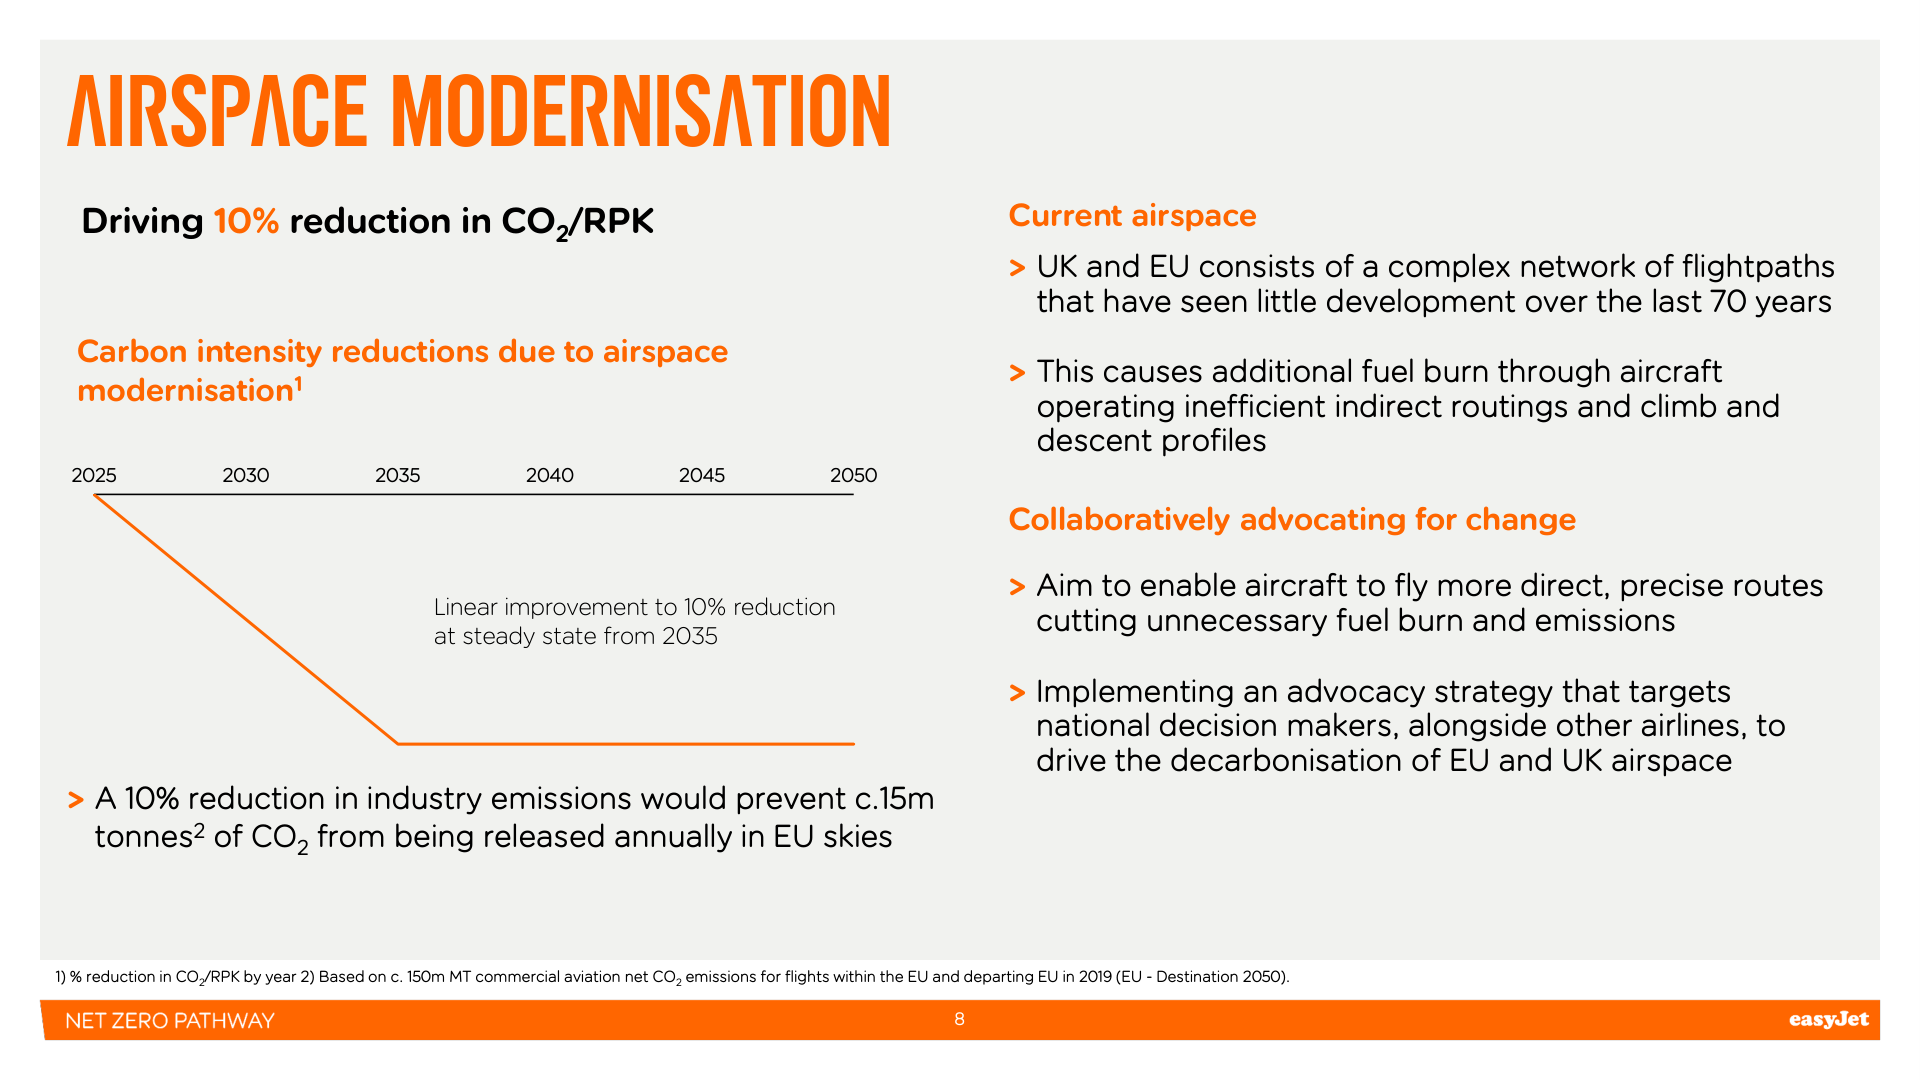 AIRSPACE MODERNISATION
Driving 10% reduction in CO₂/RPK
Carbon intensity reductions due to airspace
modernisation¹
2025 2030 2035 2040 2045 2050
Linear improvement to 10% reduction
at steady state from 2035
> A 10% reduction in industry emissions would prevent c.15m
tonnes² of CO₂ from being released annually in EU skies
Current airspace
> UK and EU consists of a complex network of flightpaths
that have seen little development over the last 70 years
> This causes additional fuel burn through aircraft
operating inefficient indirect routings and climb and
descent profiles
Collaboratively advocating for change
> Aim to enable aircraft to fly more direct, precise routes
cutting unnecessary fuel burn and emissions
> Implementing an advocacy strategy that targets
national decision makers, alongside other airlines, to
drive the decarbonisation of EU and UK airspace
1) % reduction in CO₂/RPK by year 2) Based on c. 150m MT commercial aviation net CO₂ emissions for flights within the EU and departing EU in 2019 (EU - Destination 2050).
NET ZERO PATHWAY
8
easyJet